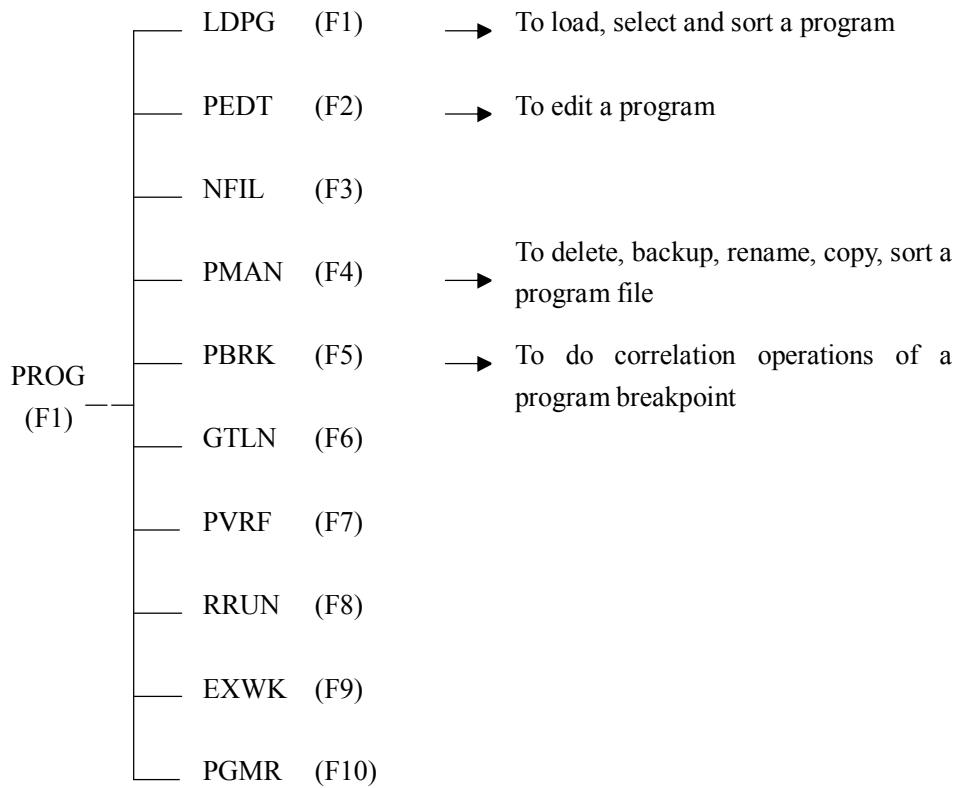 LDPG (F1) To load, select and sort a program
PEDT (F2) To edit a program
NFIL (F3)
PMAN (F4) To delete, backup, rename, copy, sort a
program file
PBRK (F5) To do correlation operations of a
program breakpoint
PROG
(F1)
GTLN (F6)
PVRF (F7)
RRUN (F8)
EXWK (F9)
PGMR (F10)